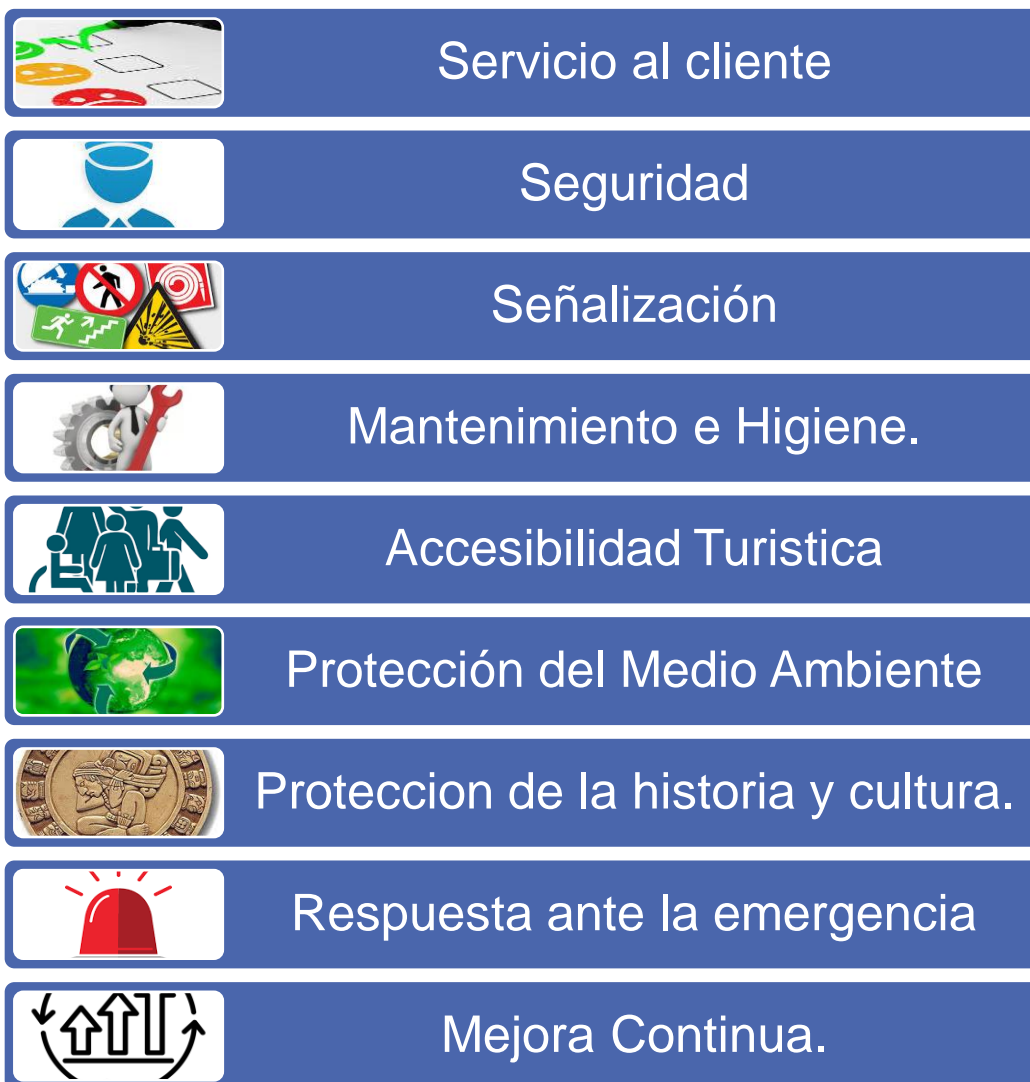 Servicio al cliente
Seguridad
Señalización
Mantenimiento e Higiene.
Accesibilidad Turistica
Protección del Medio Ambiente
Proteccion de la historia y cultura.
Respuesta ante la emergencia
Mejora Continua.